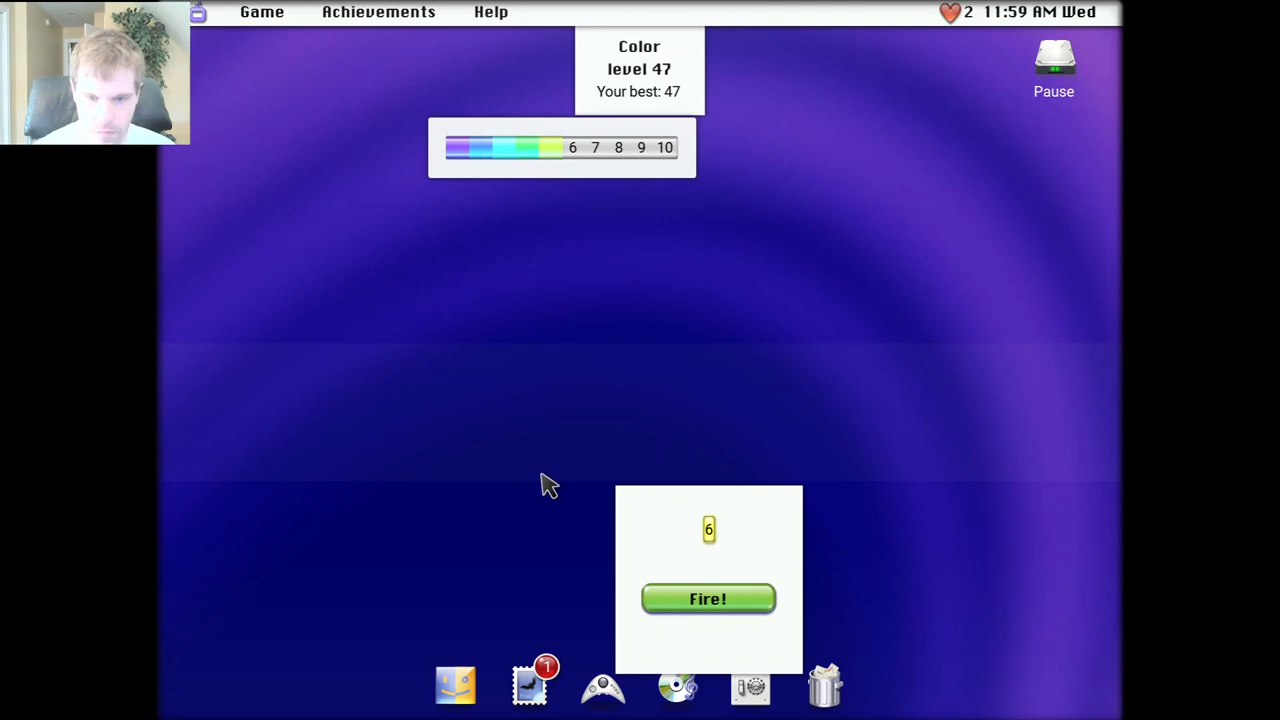 Game Achievements Help 2 11:59 AM Wed
Color
level 47
Your best: 47
Pause
6 7 8 9 10
6
Fire!
1